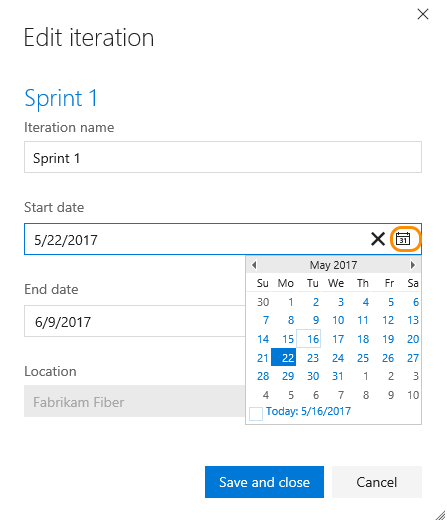 Edit iteration
Sprint 1
Iteration name
Sprint 1
Start date
5/22/2017
31
May 2017
Su Mo Tu We Th Fr Sa
30 1 2 3 4 5 6
7 8 9 10 11 12 13
14 15 16 17 18 19 20
21 22 23 24 25 26 27
28 29 30 31 1 2 3
4 5 6 7 8 9 10
Today: 5/16/2017
End date
6/9/2017
Location
Fabrikam Fiber
Save and close Cancel